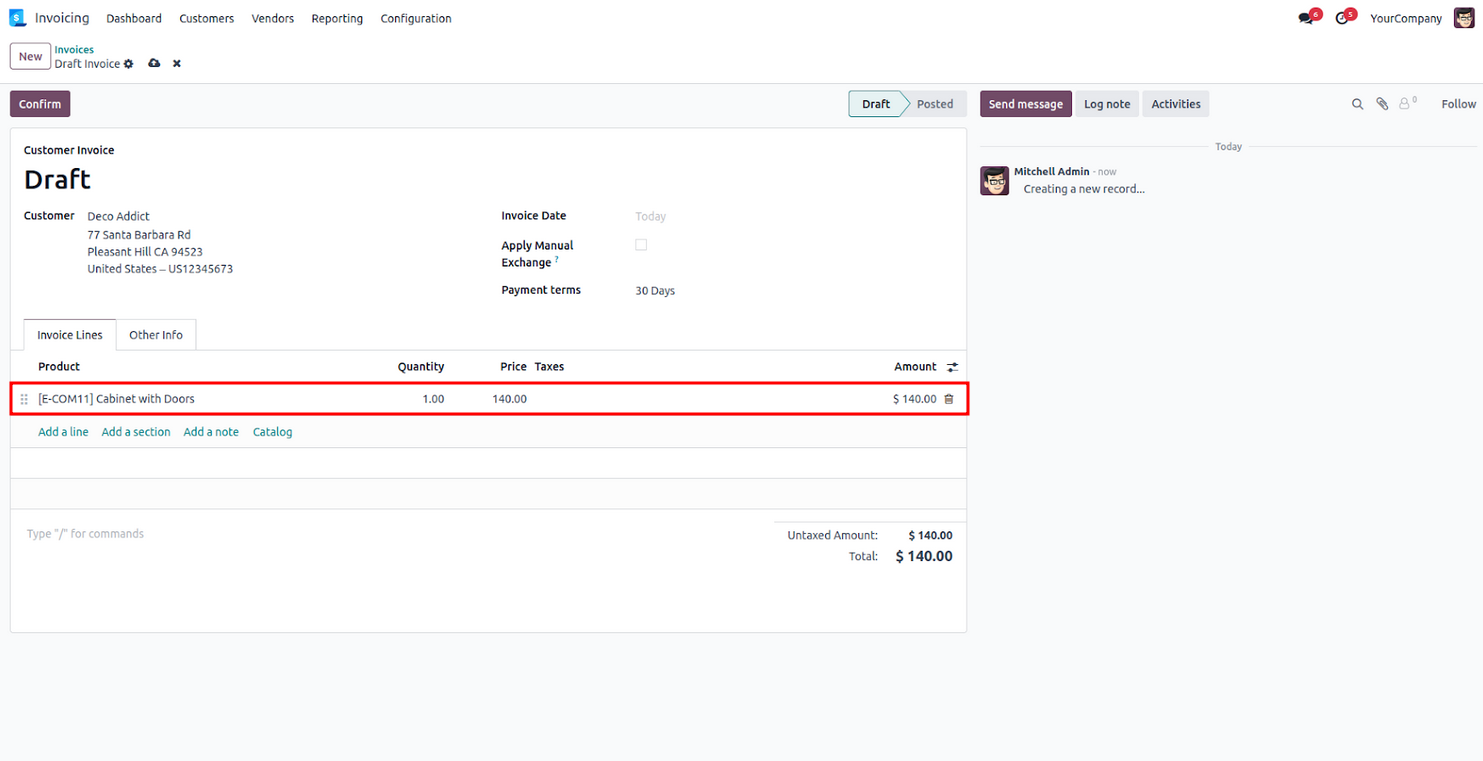 Invoicing Dashboard Customers Vendors Reporting Configuration 6 5 YourCompany
New Invoices
Draft Invoice
Confirm Draft Posted Send message Log note Activities 0 Follow
Customer Invoice
Today
Draft
Mitchell Admin - now
Creating a new record...
Customer Deco Addict
77 Santa Barbara Rd
Pleasant Hill CA 94523
United States – US12345673
Invoice Date Today
Apply Manual
Exchange ?
Payment terms 30 Days
Invoice Lines Other Info
Product Quantity Price Taxes Amount
[E-COM11] Cabinet with Doors 1.00 140.00 $ 140.00
Add a line Add a section Add a note Catalog
Type "/" for commands
Untaxed Amount: $ 140.00
Total: $ 140.00